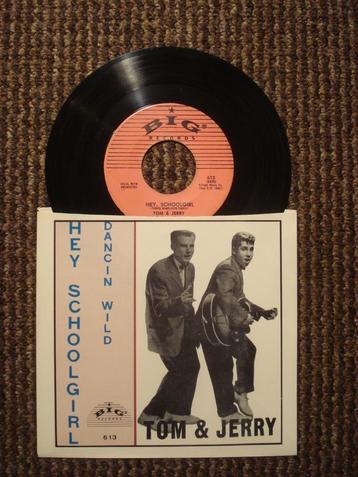 BIG
RECORDS
HEY, SCHOOLGIRL
613
TOM & JERRY
HEY SCHOOLGIRL
DANCIN WILD
BIG
RECORDS
613
TOM & JERRY